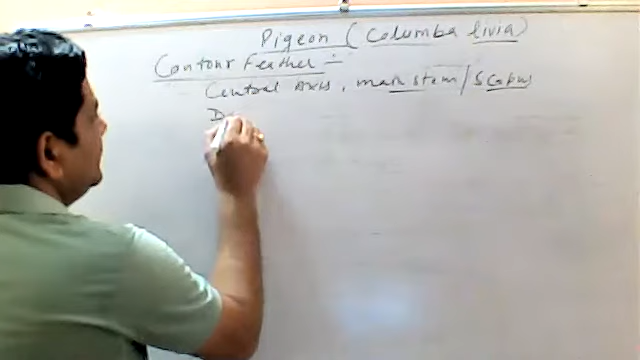 Pigeon (Columba livia)
Contour Feather :-
Central Axis, main stem / Scapus
D